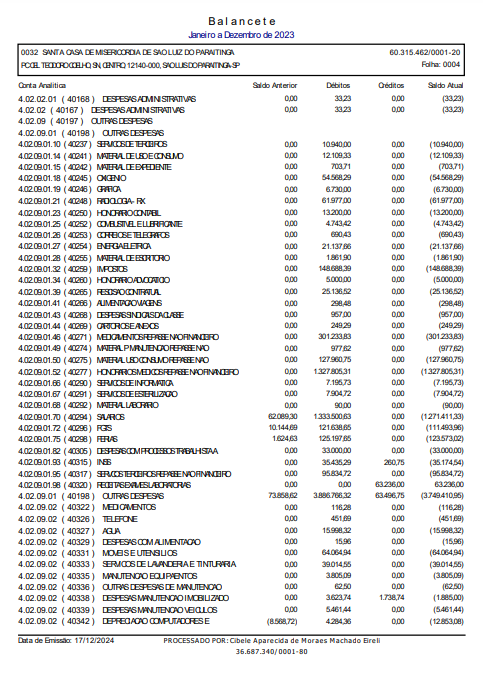 Balancete
Janeiro a Dezembro de 2023
0032 SANTA CASA DE MISERICORDIA DE SAO LUIZ DO PARAITINGA 60.315.462/0001-20
PC CEL. TEODORO COELHO, SN, CENTRO, 12140-000, SAO LUIS DO PARAITINGA-SP Folha: 0004
Conta Analitica Saldo Anterior Débitos Créditos Saldo Atual
4.02.02.01 ( 40168 ) DESPESAS ADMINISTRATIVAS 0,00 33,23 0,00 (33,23)
4.02.02 ( 40167 ) DESPESAS ADMINISTRATIVAS 0,00 33,23 0,00 (33,23)
4.02.09 ( 40197 ) OUTRAS DESPESAS
4.02.09.01 ( 40198 ) OUTRAS DESPESAS
4.02.09.01.10 ( 40237 ) SERVICOS DE TERCEIROS 0,00 10.940,00 0,00 (10.940,00)
4.02.09.01.14 ( 40241 ) MATERIAL DE USO E CONSUMO 0,00 12.109,33 0,00 (12.109,33)
4.02.09.01.15 ( 40242 ) MATERIAL DE EXPEDIENTE 0,00 703,71 0,00 (703,71)
4.02.09.01.18 ( 40245 ) OXIGENIO 0,00 54.568,29 0,00 (54.568,29)
4.02.09.01.19 ( 40246 ) GRAFICA 0,00 6.730,00 0,00 (6.730,00)
4.02.09.01.21 ( 40248 ) RADIOLOGIA - RX 0,00 61.977,00 0,00 (61.977,00)
4.02.09.01.23 ( 40250 ) HONORARIO CONTABIL 0,00 13.200,00 0,00 (13.200,00)
4.02.09.01.25 ( 40252 ) COMBUSTIVEL E LUBRIFICANTE 0,00 4.743,42 0,00 (4.743,42)
4.02.09.01.26 ( 40253 ) CORREIOS E TELEGRAFOS 0,00 690,43 0,00 (690,43)
4.02.09.01.27 ( 40254 ) ENERGIA ELETRICA 0,00 21.137,66 0,00 (21.137,66)
4.02.09.01.28 ( 40255 ) MATERIAL DE ESCRITORIO 0,00 1.861,90 0,00 (1.861,90)
4.02.09.01.32 ( 40259 ) IMPOSTOS 0,00 148.688,39 0,00 (148.688,39)
4.02.09.01.34 ( 40260 ) HONORARIO ADVOCATICIO 0,00 5.000,00 0,00 (5.000,00)
4.02.09.01.39 ( 40265 ) RESCISAO CONTRATUAL 0,00 25.136,52 0,00 (25.136,52)
4.02.09.01.41 ( 40266 ) ALIMENTACAO VIAGENS 0,00 298,48 0,00 (298,48)
4.02.09.01.43 ( 40268 ) DESPESAS SINDICAIS DA CLASSE 0,00 957,00 0,00 (957,00)
4.02.09.01.44 ( 40269 ) CARTORIOS E ANEXOS 0,00 249,29 0,00 (249,29)
4.02.09.01.46 ( 40271 ) MEDICAMENTOS REPASSE NAO FINANCEIRO 0,00 301.233,83 0,00 (301.233,83)
4.02.09.01.49 ( 40274 ) MATERIAL P MANUTENCAO REPASSE NAO 0,00 977,62 0,00 (977,62)
4.02.09.01.50 ( 40275 ) MATERIAL USO CONSUMO REPASSE NAO 0,00 127.960,75 0,00 (127.960,75)
4.02.09.01.52 ( 40277 ) HONORARIOS MEDICOS REPASSE NAO FINANCEIRO 0,00 1.327.805,31 0,00 (1.327.805,31)
4.02.09.01.66 ( 40290 ) SERVICOS DE INFORMATICA 0,00 7.195,73 0,00 (7.195,73)
4.02.09.01.67 ( 40291 ) SERVICOS DE ESTERILIZACAO 0,00 7.904,72 0,00 (7.904,72)
4.02.09.01.68 ( 40292 ) MATERIAL LABORARIO 0,00 90,00 0,00 (90,00)
4.02.09.01.70 ( 40294 ) SALARIOS 62.089,30 1.333.500,63 0,00 (1.271.411,33)
4.02.09.01.72 ( 40296 ) FGTS 10.144,69 121.638,65 0,00 (111.493,96)
4.02.09.01.75 ( 40298 ) FERIAS 1.624,63 125.197,65 0,00 (123.573,02)
4.02.09.01.82 ( 40305 ) DESPESAS COM PROCESSOS TRABALHISTA A 0,00 33.000,00 0,00 (33.000,00)
4.02.09.01.93 ( 40315 ) INSS 0,00 35.435,29 260,75 (35.174,54)
4.02.09.01.95 ( 40317 ) SERVICOS TERCEIROS REPASSE NAO FINANCEIRO 0,00 95.834,72 0,00 (95.834,72)
4.02.09.01.98 ( 40320 ) RECEITAS EXAMES LABORATORIAS 0,00 0,00 63.236,00 63.236,00
4.02.09.01 ( 40198 ) OUTRAS DESPESAS 73.858,62 3.886.766,32 63.496,75 (3.749.410,95)
4.02.09.02 ( 40322 ) MEDICAMENTOS 0,00 116,28 0,00 (116,28)
4.02.09.02 ( 40326 ) TELEFONE 0,00 451,69 0,00 (451,69)
4.02.09.02 ( 40327 ) AGUA 0,00 15.998,32 0,00 (15.998,32)
4.02.09.02 ( 40329 ) DESPESAS COM ALIMENTACAO 0,00 15,96 0,00 (15,96)
4.02.09.02 ( 40331 ) MOVEIS E UTENSILIOS 0,00 64.064,94 0,00 (64.064,94)
4.02.09.02 ( 40333 ) SERVICOS DE LAVANDERIA E TINTURARIA 0,00 39.014,55 0,00 (39.014,55)
4.02.09.02 ( 40335 ) MANUTENCAO EQUIPAENTOS 0,00 3.805,09 0,00 (3.805,09)
4.02.09.02 ( 40336 ) OUTRAS DESPESAS DE MANUTENCAO 0,00 62,50 0,00 (62,50)
4.02.09.02 ( 40338 ) DESPESAS MANUTENCAO IMOBILIZADO 0,00 3.623,74 1.738,74 (1.885,00)
4.02.09.02 ( 40339 ) DESPESAS MANUTENCAO VEICULOS 0,00 5.461,44 0,00 (5.461,44)
4.02.09.02 ( 40342 ) DEPRECIACAO COMPUTADORES E (8.568,72) 4.284,36 0,00 (12.853,08)
Data de Emissão: 17/12/2024 PROCESSADO POR: Cibele Aparecida de Moraes Machado Eireli
36.687.340/0001-80